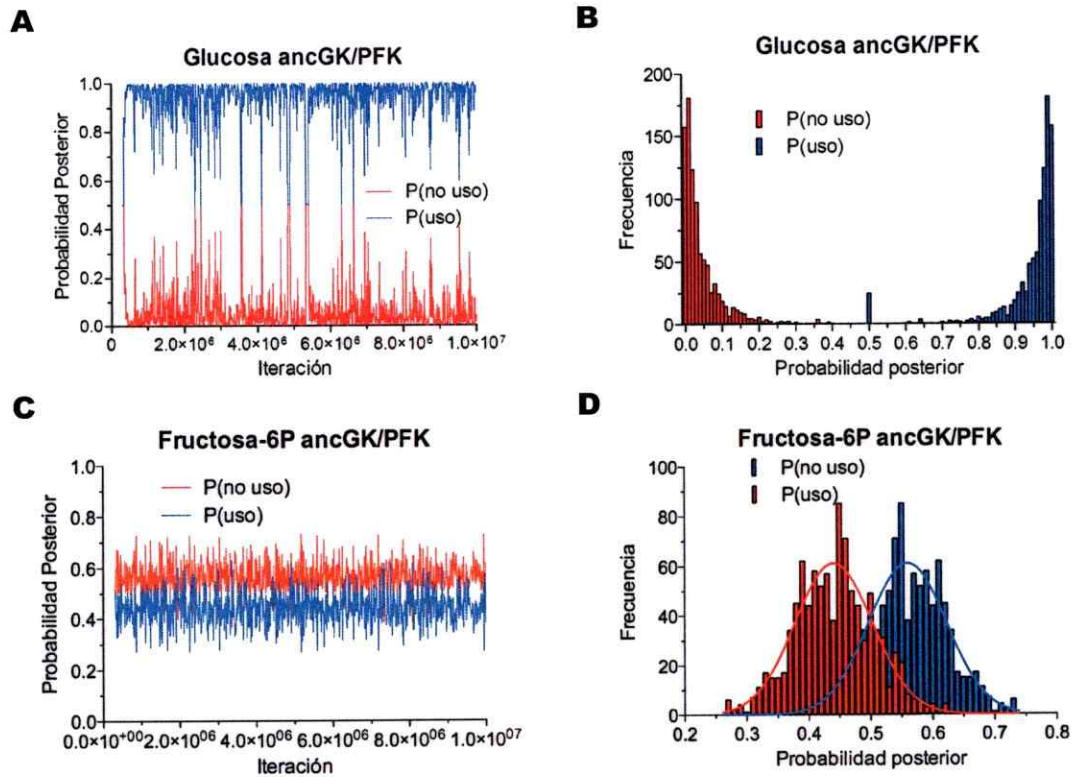 A
Glucosa ancGK/PFK
Probabilidad Posterior
1.0
0.8
0.6
0.4
0.2
0.0
P(no uso)
P(uso)
0 2.0×10⁶ 4.0×10⁶ 6.0×10⁶ 8.0×10⁶ 1.0×10⁷
Iteración
B
Glucosa ancGK/PFK
Frecuencia
200
150
100
50
0
P(no uso)
P(uso)
0.0 0.1 0.2 0.3 0.4 0.5 0.6 0.7 0.8 0.9 1.0
Probabilidad posterior
C
Fructosa-6P ancGK/PFK
Probabilidad Posterior
1.0
0.8
0.6
0.4
0.2
0.0
P(no uso)
P(uso)
0.0×10⁺⁰⁰ 2.0×10⁰⁶ 4.0×10⁰⁶ 6.0×10⁰⁶ 8.0×10⁰⁶ 1.0×10⁰⁷
Iteración
D
Fructosa-6P ancGK/PFK
Frecuencia
100
80
60
40
20
0
P(no uso)
P(uso)
0.2 0.3 0.4 0.5 0.6 0.7 0.8
Probabilidad posterior